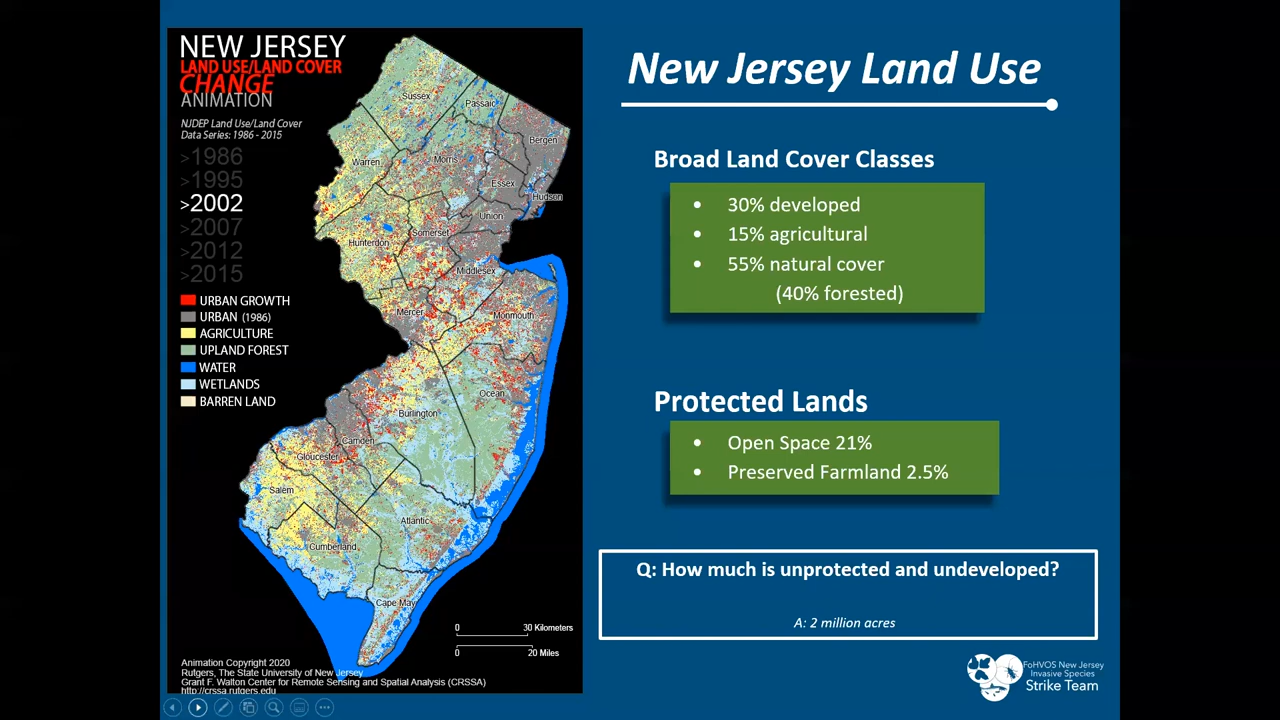 NEW JERSEY
LAND USE/LAND COVER
CHANGE
ANIMATION
NJDEP Land Use/Land Cover
Data Series: 1986 - 2015
>1986
>1995
>2002
>2007
>2012
>2015
URBAN GROWTH
URBAN (1986)
AGRICULTURE
UPLAND FOREST
WATER
WETLANDS
BARREN LAND
Sussex
Passaic
Bergen
Warren
Morris
Essex
Hudson
Union
Somerset
Hunterdon
Middlesex
Mercer
Monmouth
Ocean
Burlington
Camden
Gloucester
Salem
Atlantic
Cumberland
Cape May
0 30 Kilometers
0 20 Miles
Animation Copyright 2020
Rutgers, The State University of New Jersey
Grant F. Walton Center for Remote Sensing and Spatial Analysis (CRSSA)
http://crssa.rutgers.edu
New Jersey Land Use
Broad Land Cover Classes
• 30% developed
• 15% agricultural
• 55% natural cover
(40% forested)
Protected Lands
• Open Space 21%
• Preserved Farmland 2.5%
Q: How much is unprotected and undeveloped?
A: 2 million acres
FoHVOS New Jersey
Invasive Species
Strike Team